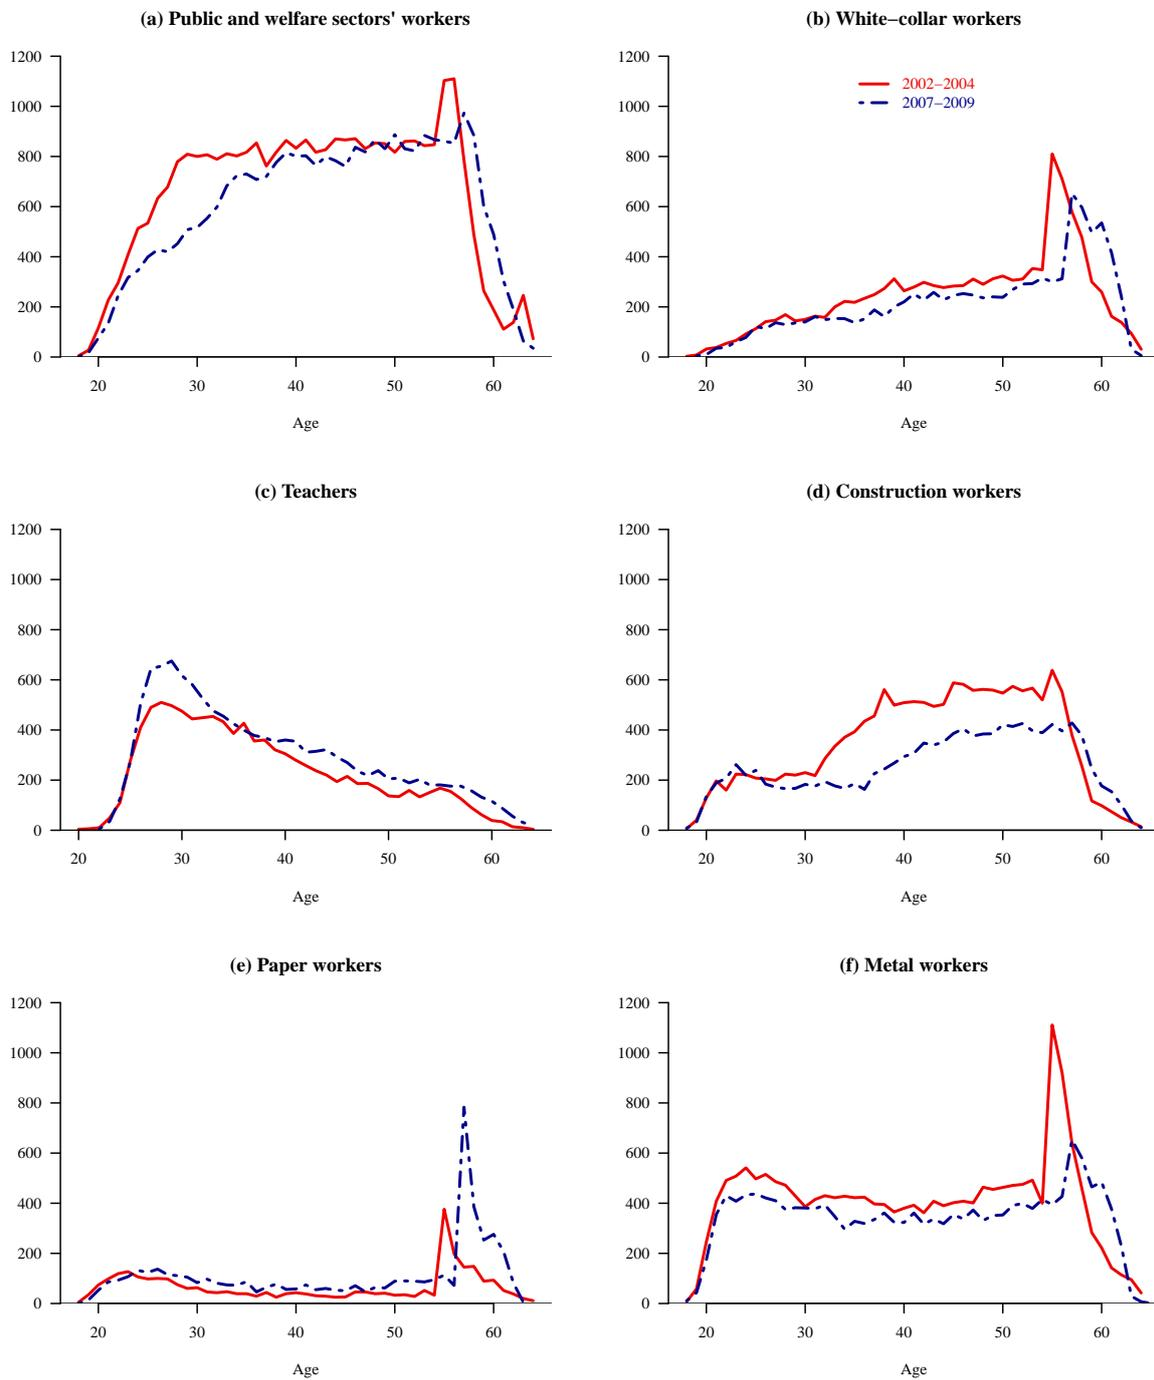 (a) Public and welfare sectors' workers
1200
1000
800
600
400
200
0
20 30 40 50 60
Age
(b) White−collar workers
1200
1000
800
600
400
200
0
2002−2004
2007−2009
20 30 40 50 60
Age
(c) Teachers
1200
1000
800
600
400
200
0
20 30 40 50 60
Age
(d) Construction workers
1200
1000
800
600
400
200
0
20 30 40 50 60
Age
(e) Paper workers
1200
1000
800
600
400
200
0
20 30 40 50 60
Age
(f) Metal workers
1200
1000
800
600
400
200
0
20 30 40 50 60
Age